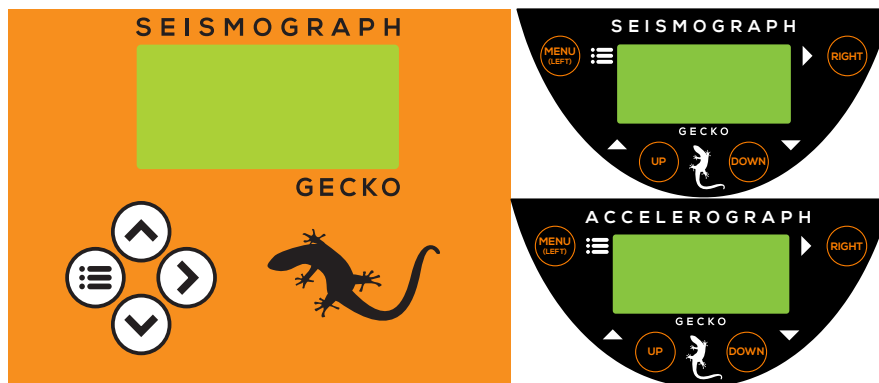 SEISMOGRAPH
GECKO
SEISMOGRAPH
MENU
(LEFT)
RIGHT
GECKO
UP
DOWN
ACCELEROGRAPH
MENU
(LEFT)
RIGHT
GECKO
UP
DOWN